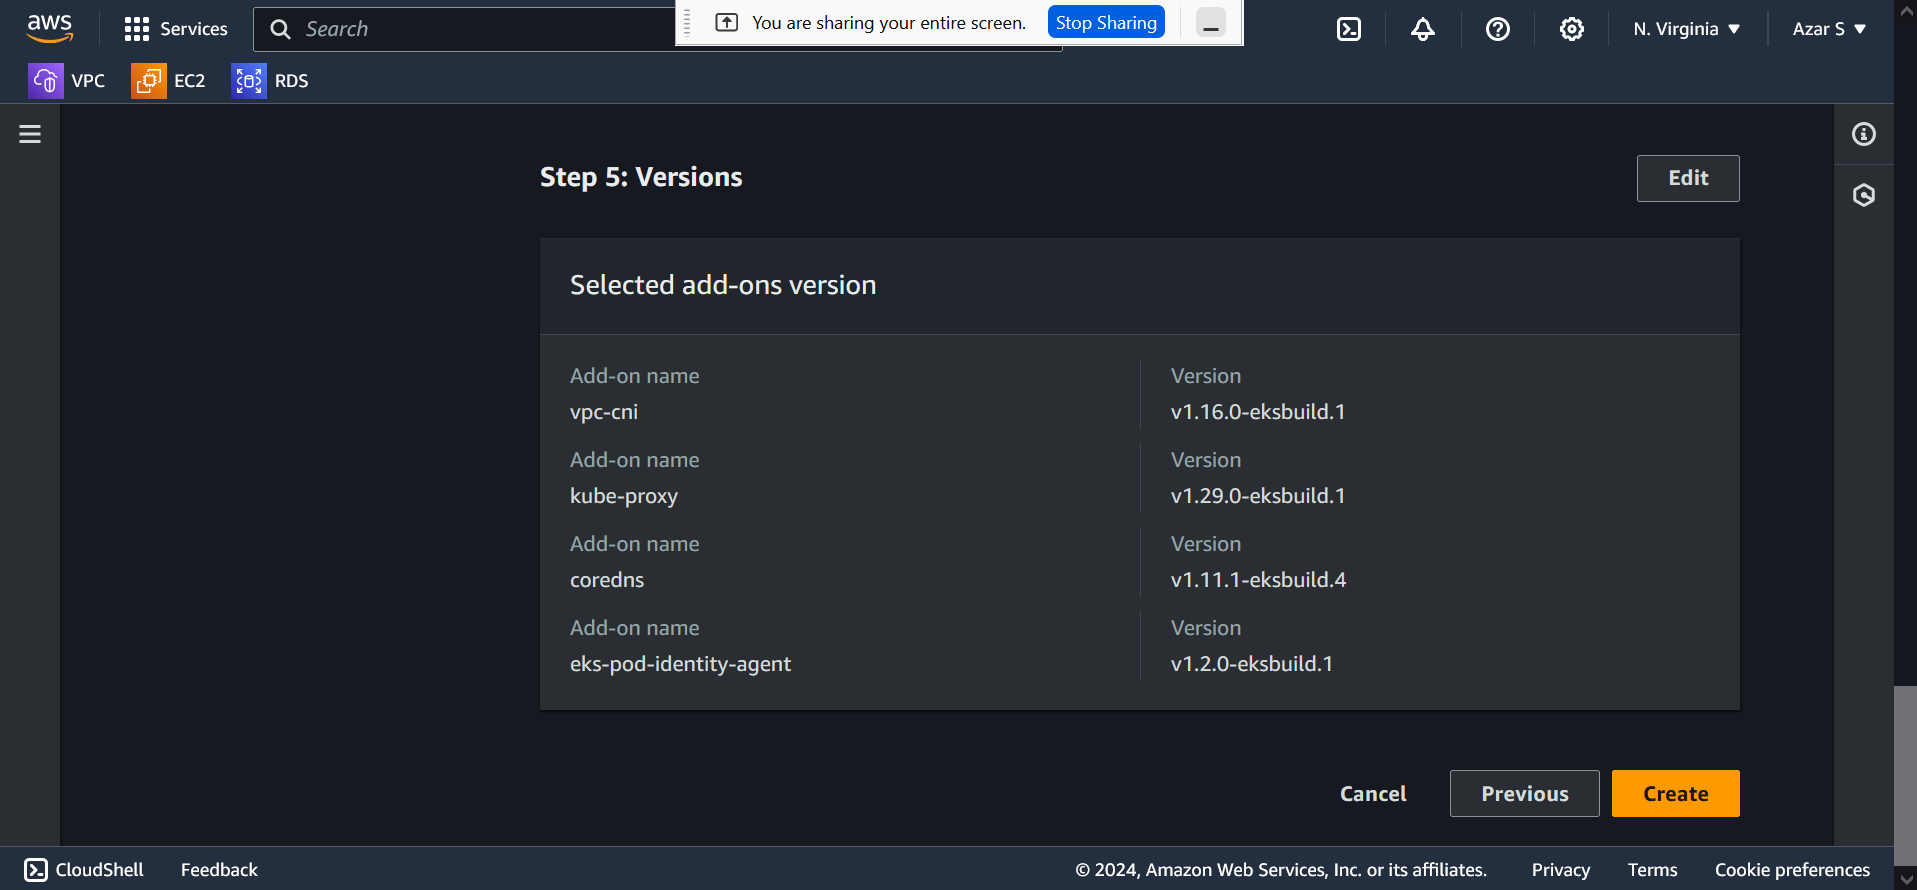 aws
Services
Search
You are sharing your entire screen.
Stop Sharing
N. Virginia
Azar S
VPC
EC2
RDS
Step 5: Versions
Edit
Selected add-ons version
Add-on name
Version
vpc-cni
v1.16.0-eksbuild.1
Add-on name
Version
kube-proxy
v1.29.0-eksbuild.1
Add-on name
Version
coredns
v1.11.1-eksbuild.4
Add-on name
Version
eks-pod-identity-agent
v1.2.0-eksbuild.1
Cancel
Previous
Create
CloudShell
Feedback
© 2024, Amazon Web Services, Inc. or its affiliates.
Privacy
Terms
Cookie preferences